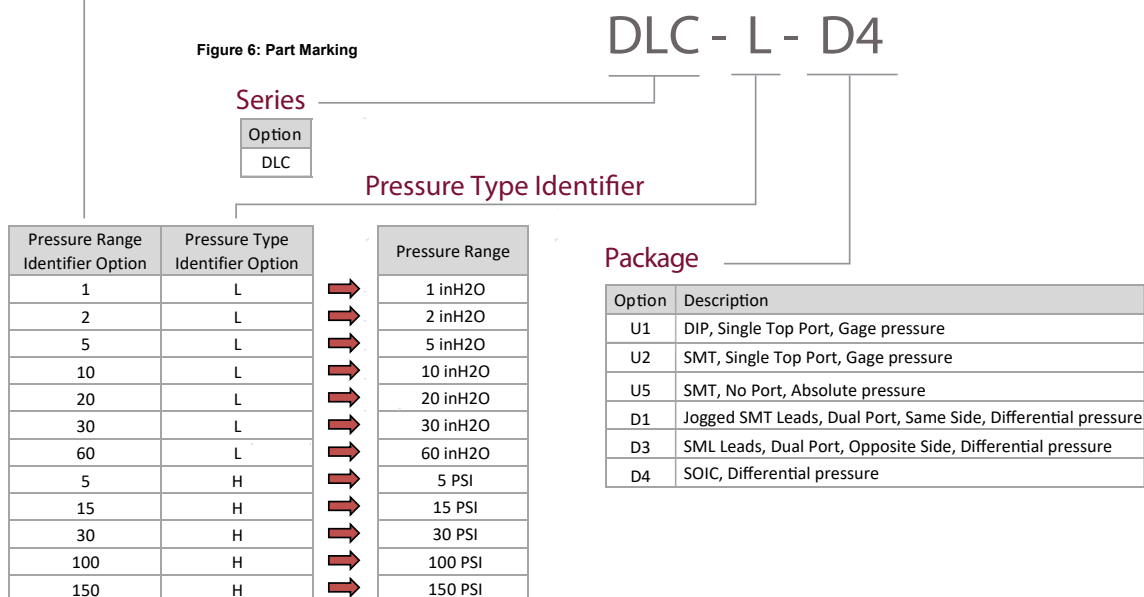 Figure 6: Part Marking
DLC - L - D4
Series
Option
DLC
Pressure Type Identifier
Pressure Range Identifier Option | Pressure Type Identifier Option | Pressure Range
1 | L | 1 inH2O
2 | L | 2 inH2O
5 | L | 5 inH2O
10 | L | 10 inH2O
20 | L | 20 inH2O
30 | L | 30 inH2O
60 | L | 60 inH2O
5 | H | 5 PSI
15 | H | 15 PSI
30 | H | 30 PSI
100 | H | 100 PSI
150 | H | 150 PSI
Package
Option | Description
U1 | DIP, Single Top Port, Gage pressure
U2 | SMT, Single Top Port, Gage pressure
U5 | SMT, No Port, Absolute pressure
D1 | Jogged SMT Leads, Dual Port, Same Side, Differential pressure
D3 | SML Leads, Dual Port, Opposite Side, Differential pressure
D4 | SOIC, Differential pressure